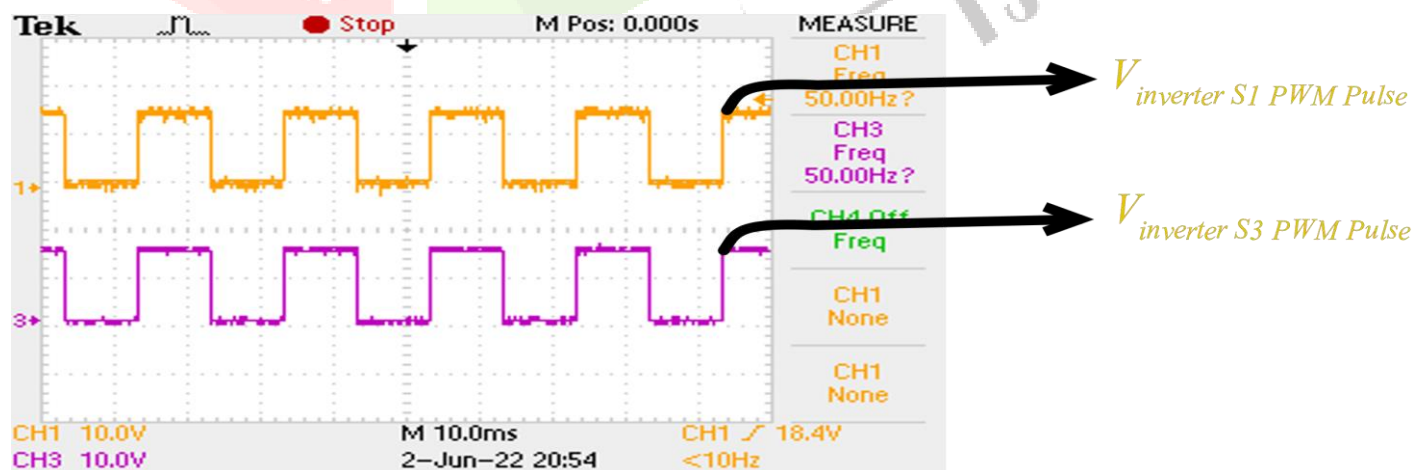 Tek Stop M Pos: 0.000s MEASURE
CH1
Freq
50.00Hz?
V inverter S1 PWM Pulse
CH3
Freq
50.00Hz?
CH4 Off
Freq
V inverter S3 PWM Pulse
CH1
None
CH1
None
1
3
CH1 10.0V M 10.0ms CH1 18.4V
CH3 10.0V 2-Jun-22 20:54 <10Hz